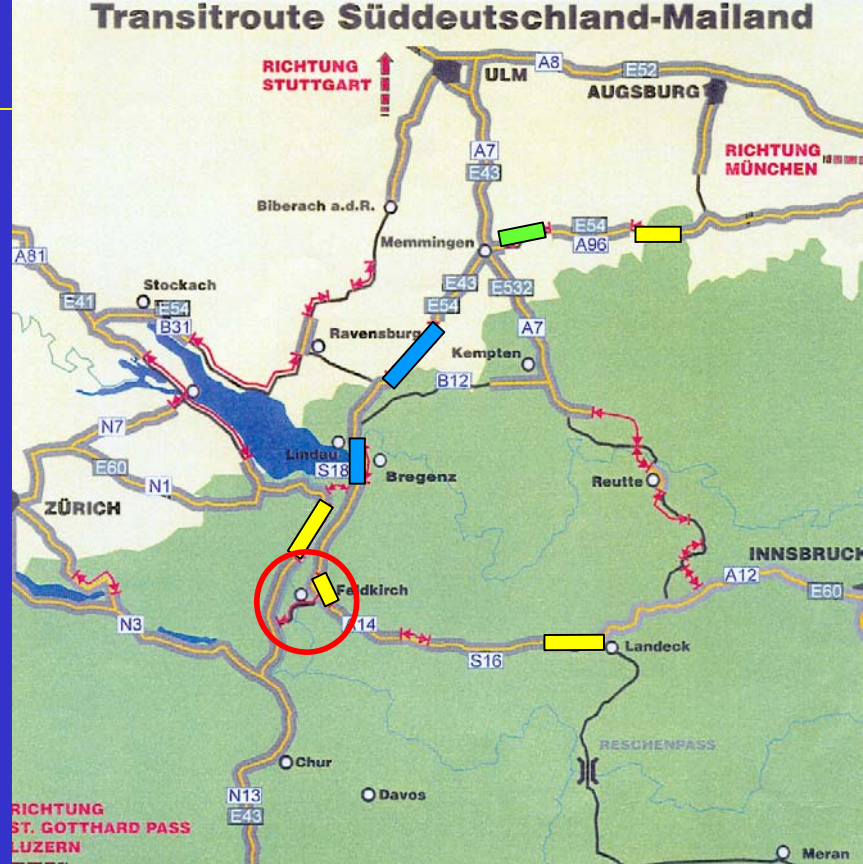 Transitroute Süddeutschland-Mailand
RICHTUNG
STUTTGART
ULM
A8
E52
AUGSBURG
A7
E43
RICHTUNG
MÜNCHEN
Biberach a.d.R.
Memmingen
E54
A96
A81
Stockach
E41
E54
B31
E43
E54
E532
Ravensburg
A7
Kempten
B12
N7
E60
N1
Lindau
S18
Bregenz
Reutte
ZÜRICH
INNSBRUCK
A12
E60
Feldkirch
N3
A14
S16
Landeck
RESCHENPASS
Chur
N13
E43
Davos
RICHTUNG
ST. GOTTHARD PASS
LUZERN
Meran